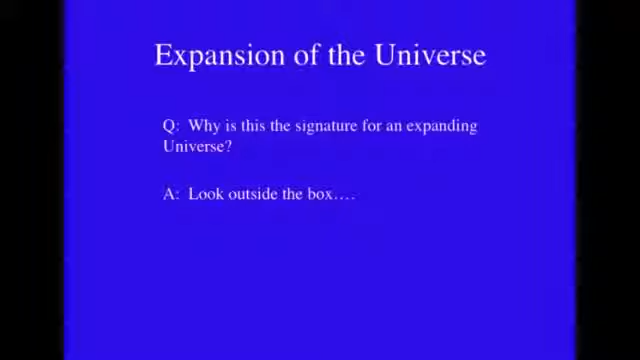 Expansion of the Universe
Q:  Why is this the signature for an expanding
Universe?
A:  Look outside the box….